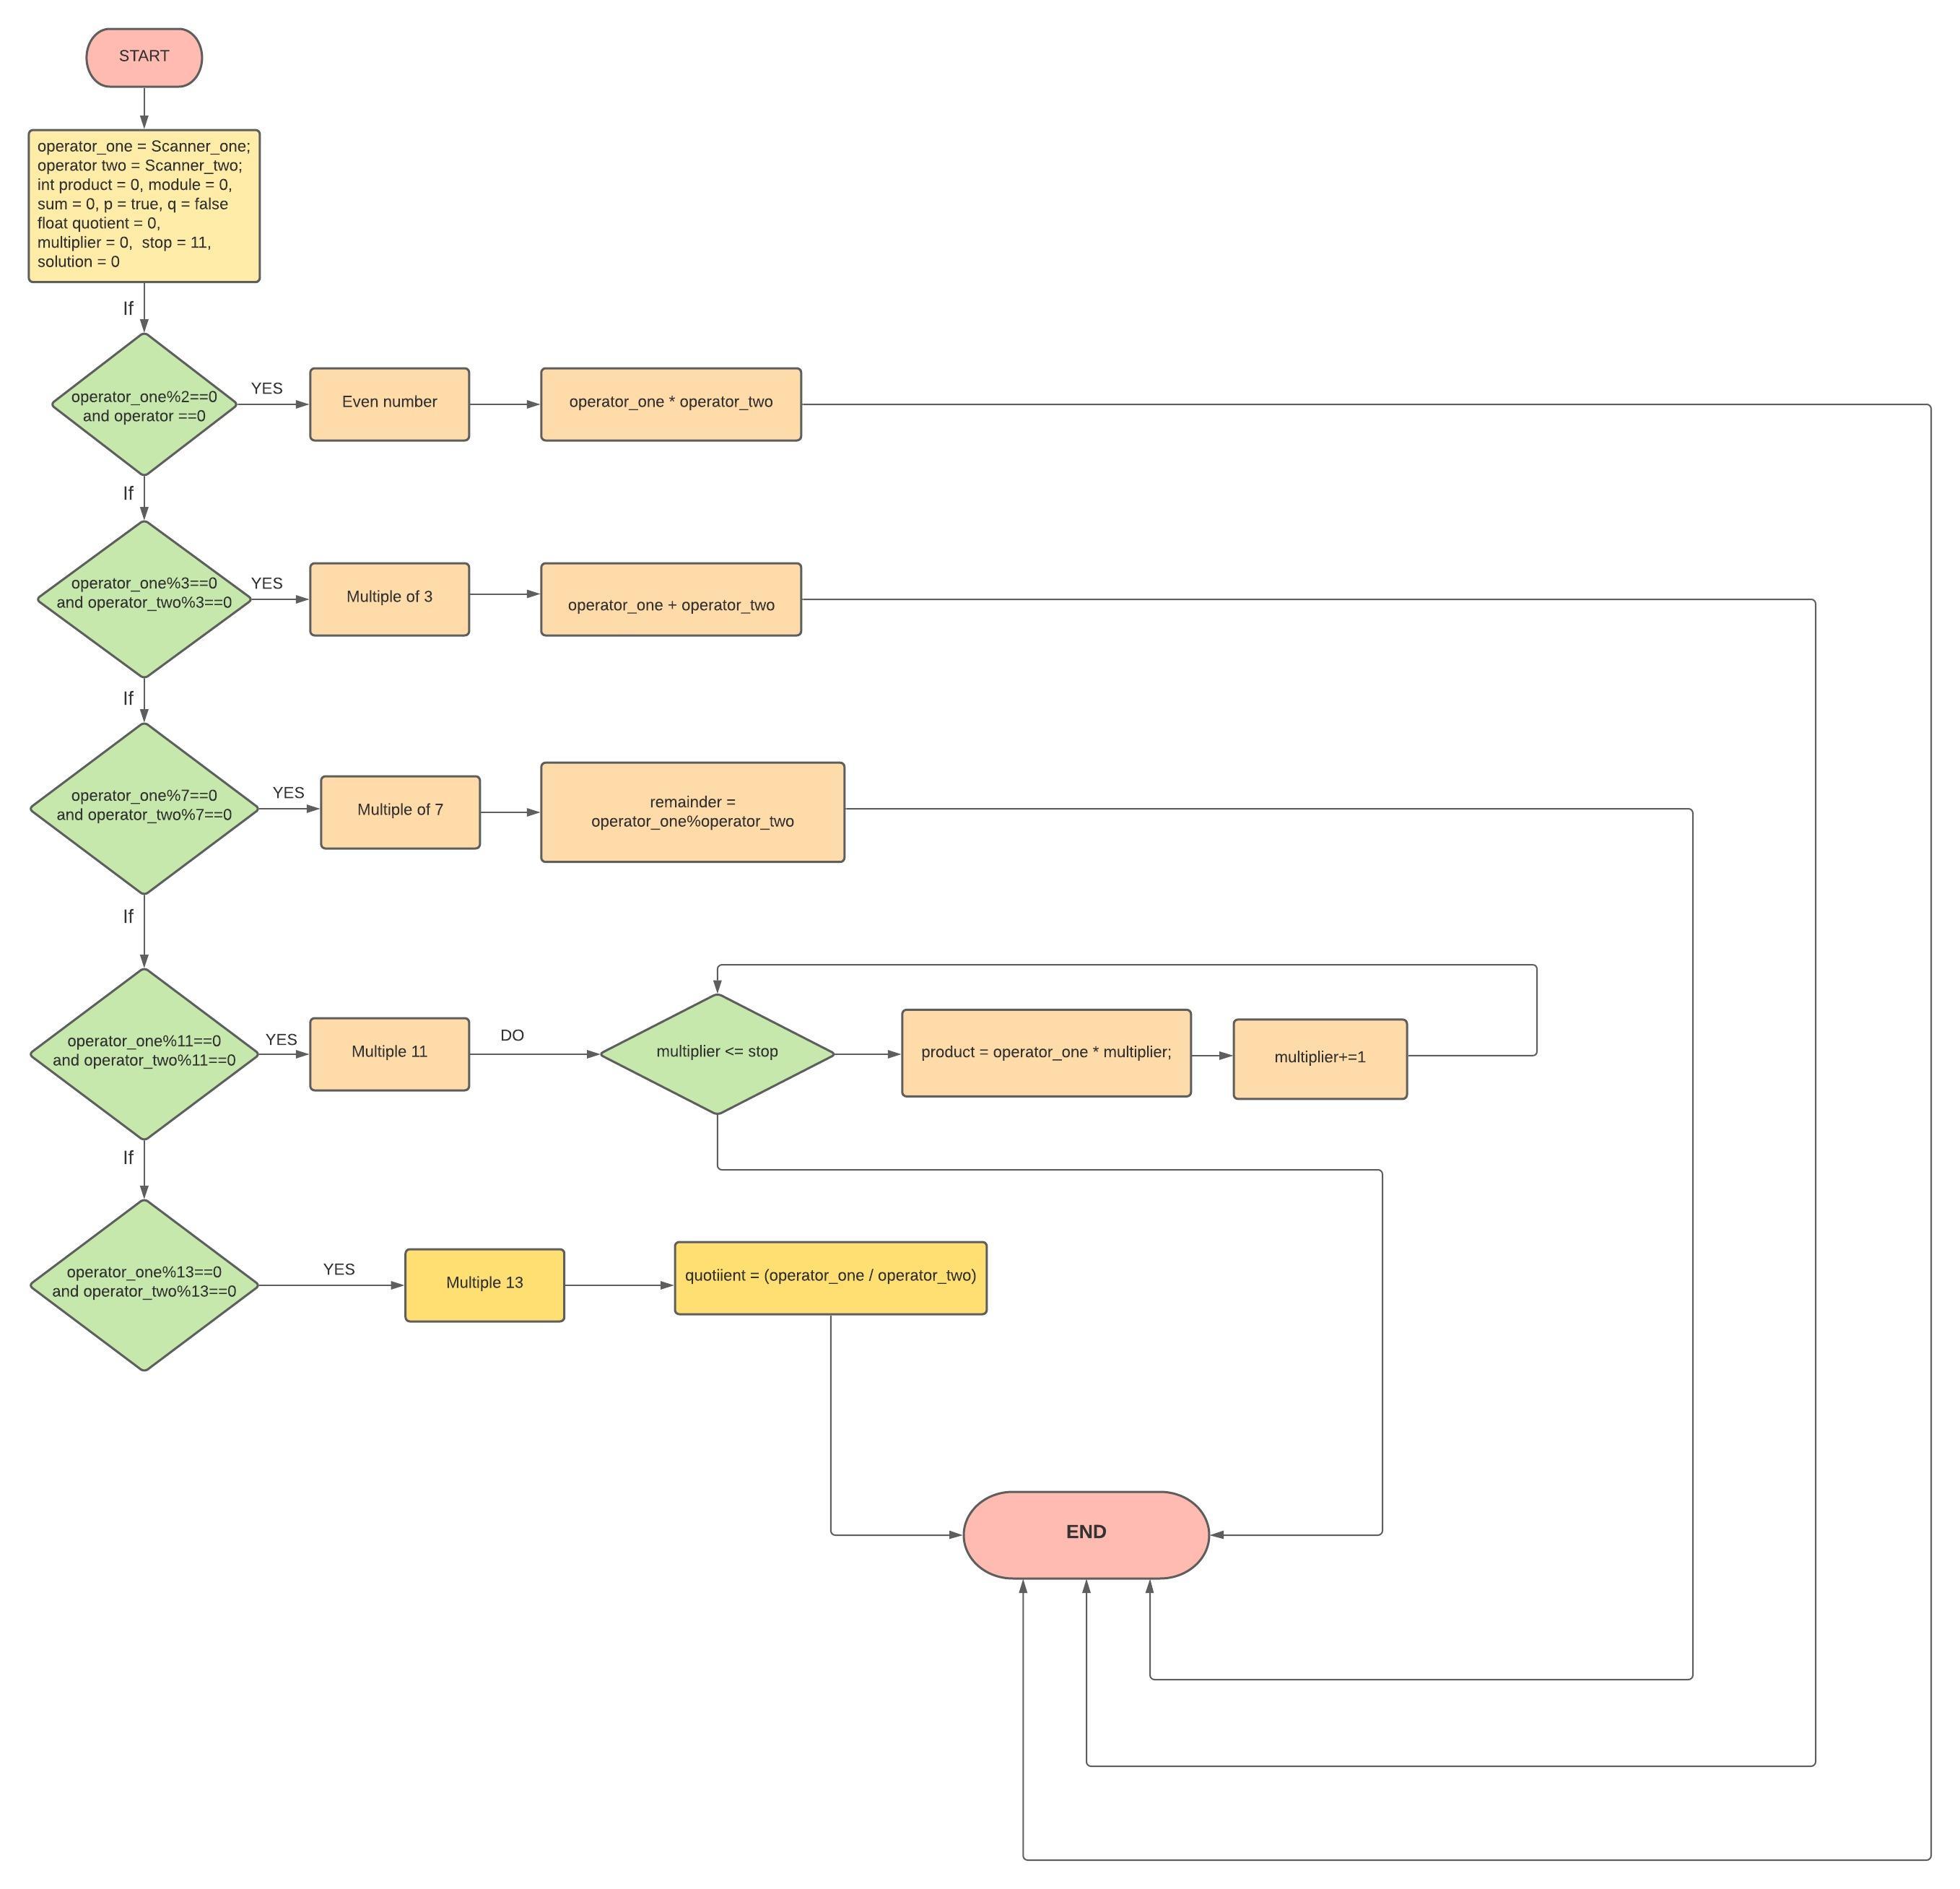 START
operator_one = Scanner_one;
operator two = Scanner_two;
int product = 0, module = 0,
sum = 0, p = true, q = false
float quotient = 0,
multiplier = 0,  stop = 11,
solution = 0
If
operator_one%2==0
and operator ==0
YES
Even number
operator_one * operator_two
If
operator_one%3==0
and operator_two%3==0
YES
Multiple of 3
operator_one + operator_two
If
operator_one%7==0
and operator_two%7==0
YES
Multiple of 7
remainder =
operator_one%operator_two
If
operator_one%11==0
and operator_two%11==0
YES
Multiple 11
DO
multiplier <= stop
product = operator_one * multiplier;
multiplier+=1
If
operator_one%13==0
and operator_two%13==0
YES
Multiple 13
quotiient = (operator_one / operator_two)
END